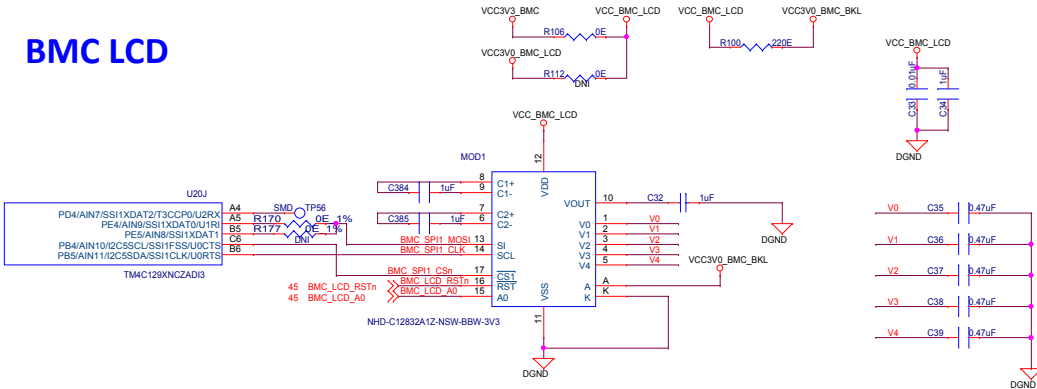 BMC LCD
VCC3V3_BMC
VCC_BMC_LCD
R106
0E
VCC3V0_BMC_LCD
R112
0E
DNI
VCC_BMC_LCD
VCC3V0_BMC_BKL
R100
220E
VCC_BMC_LCD
0.01uF
1uF
C33
C34
DGND
VCC_BMC_LCD
MOD1
12
VDD
8
C1+
9
C1-
C384
1uF
7
C2+
6
C2-
C385
1uF
VOUT
10
C32
1uF
DGND
V0
1
V0
V1
2
V1
V2
3
V2
V3
4
V3
V4
5
V4
A
A
K
K
VCC3V0_BMC_BKL
BMC_SPI1_MOSI
13
SI
BMC_SPI1_CLK
14
SCL
BMC_SPI1_CSn
17
CS1
BMC_LCD_RSTn
16
RST
BMC_LCD_A0
15
A0
45 BMC_LCD_RSTn
45 BMC_LCD_A0
VSS
11
NHD-C12832A1Z-NSW-BBW-3V3
DGND
U20J
PD4/AIN7/SSI1XDAT2/T3CCP0/U2RX
A4
SMD
TP56
PE4/AIN9/SSI1XDAT0/U1RI
A5
R170
0E 1%
PE5/AIN8/SSI1XDAT1
B5
R177
0E 1%
DNI
PB4/AIN10/I2C5SCL/SSI1FSS/U0CTS
C6
PB5/AIN11/I2C5SDA/SSI1CLK/U0RTS
B6
TM4C129XNCZADI3
V0
C35
0.47uF
V1
C36
0.47uF
V2
C37
0.47uF
V3
C38
0.47uF
V4
C39
0.47uF
DGND